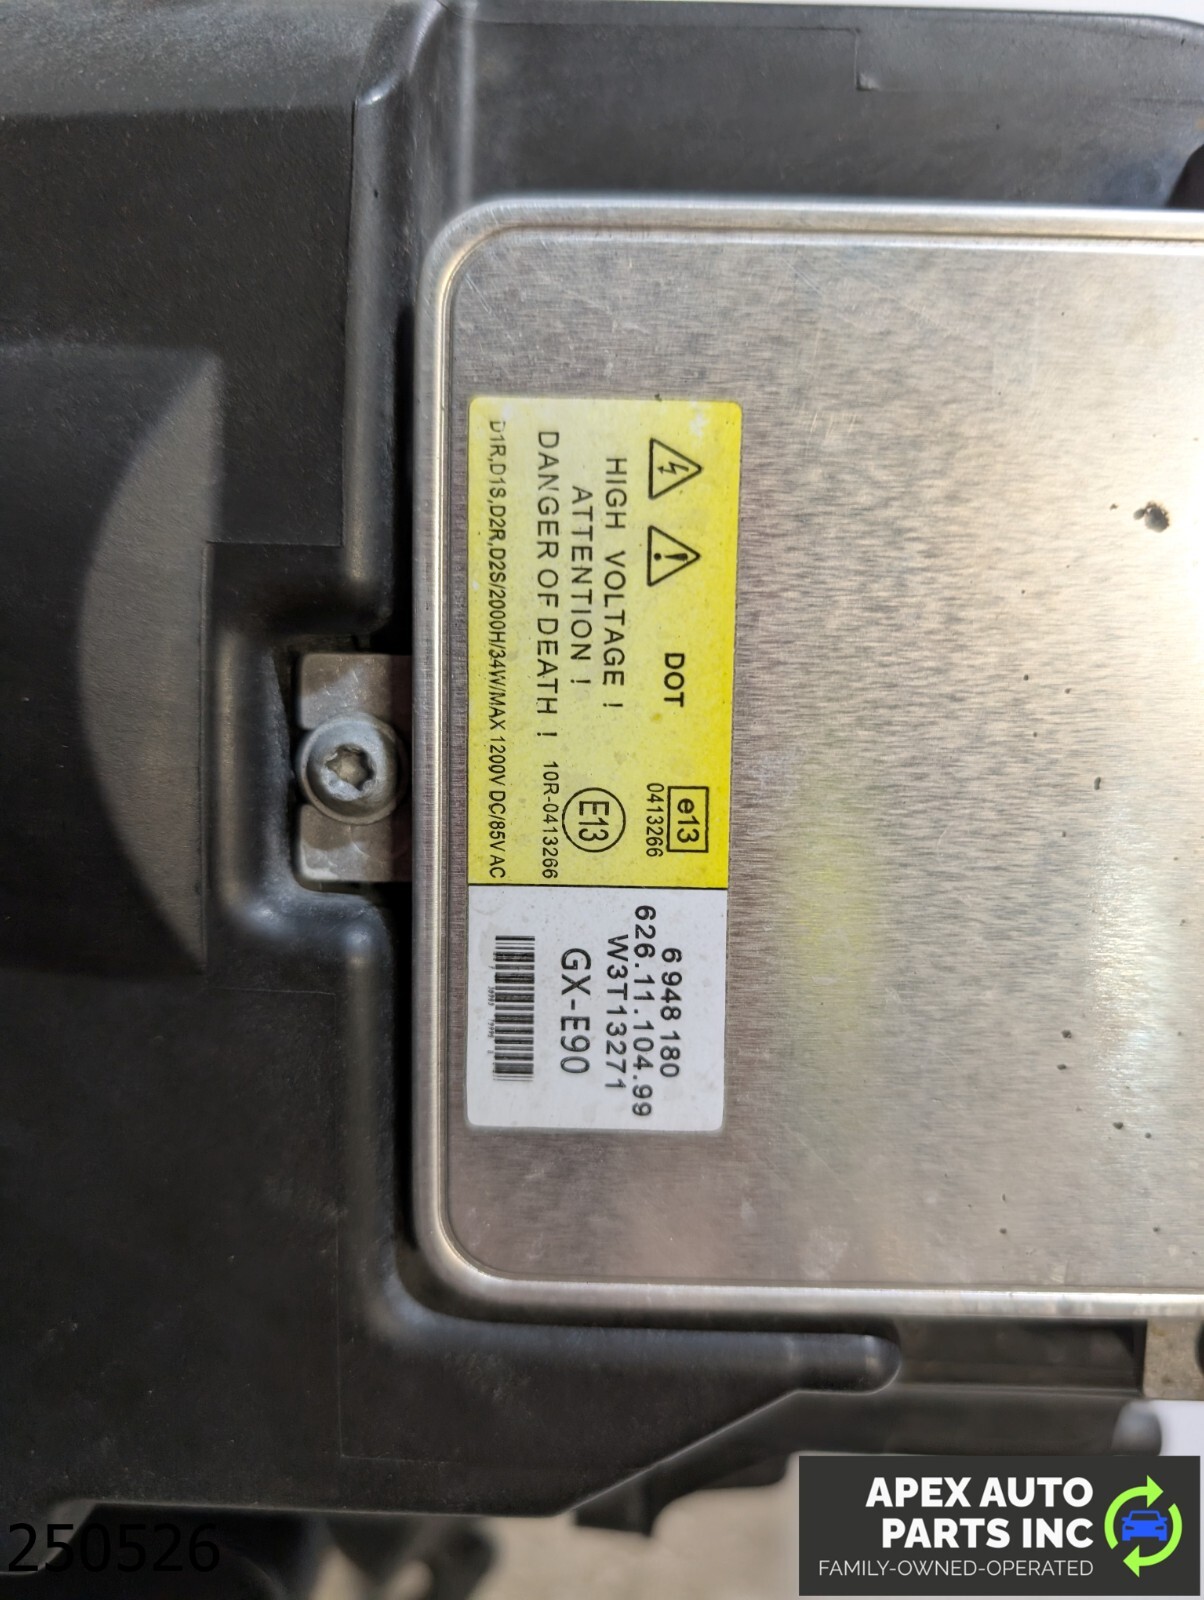 DOT
e13
0413266
HIGH VOLTAGE !
ATTENTION !
DANGER OF DEATH !
E13
10R-0413266
D1R,D1S,D2R,D2S/2000H/34W/MAX 1200V DC/85V AC
6 948 180
626.11.104.99
W3T13271
GX-E90
250526
APEX AUTO
PARTS INC
FAMILY-OWNED-OPERATED